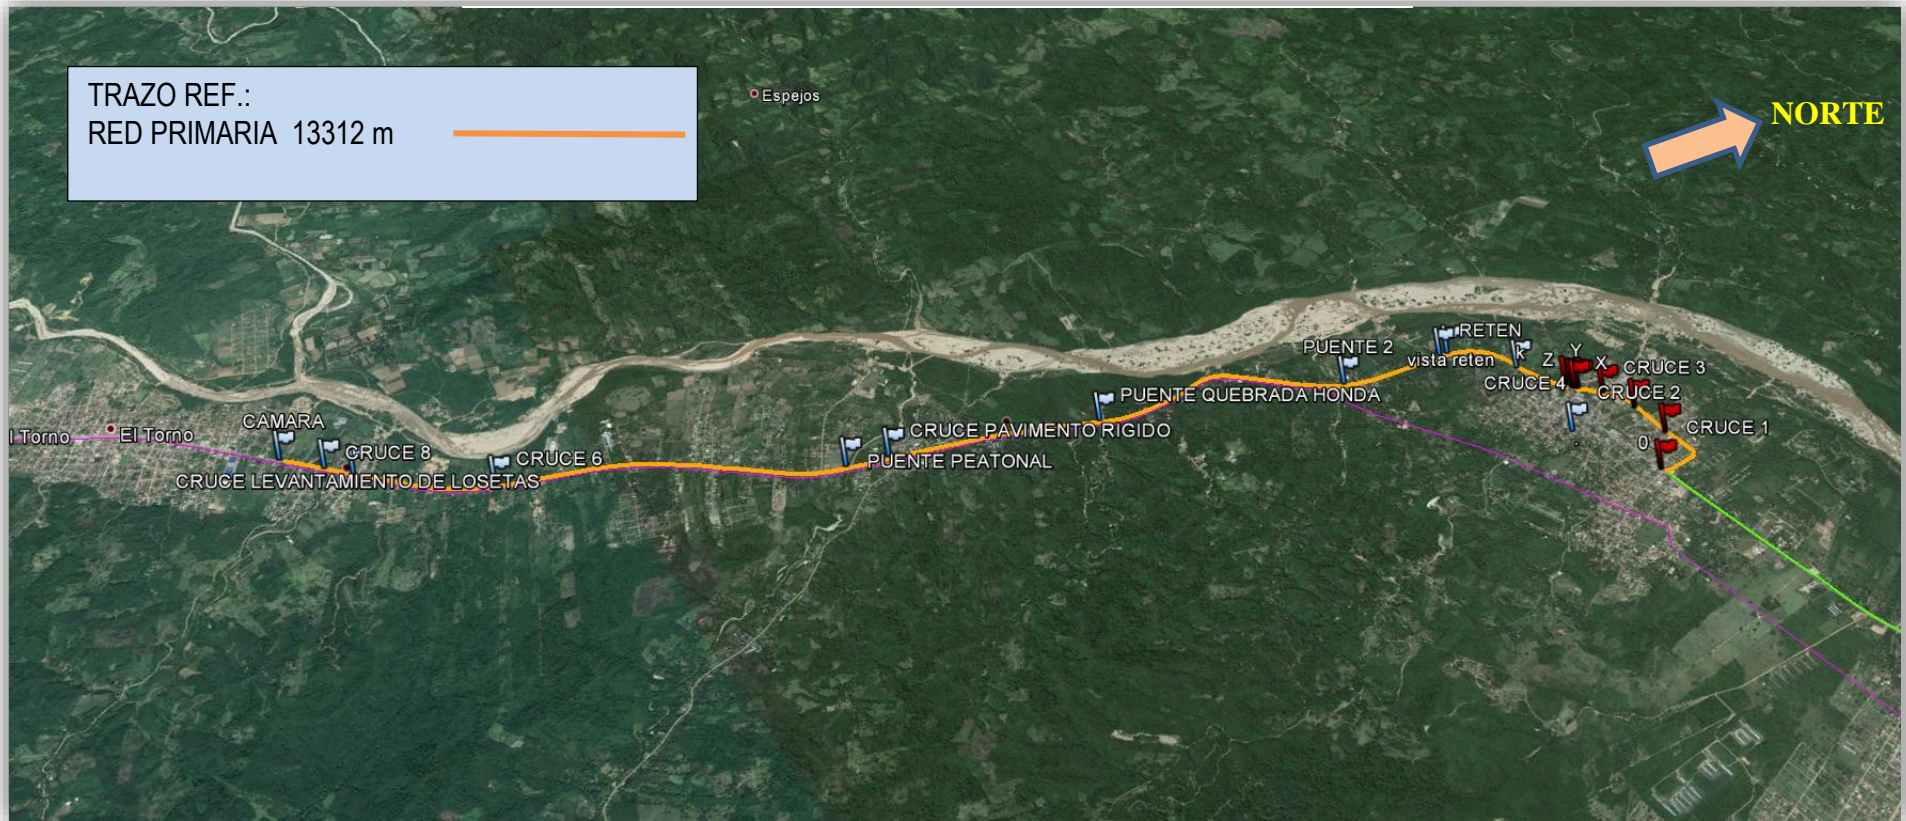 TRAZO REF.:
RED PRIMARIA 13312 m
NORTE
Espejos
RETEN
PUENTE 2
vista reten
k
Z
Y
X
CRUCE 3
CRUCE 4
CRUCE 2
PUENTE QUEBRADA HONDA
CRUCE 1
0
CRUCE PAVIMENTO RIGIDO
PUENTE PEATONAL
CAMARA
l Torno
El Torno
CRUCE 8
CRUCE 6
CRUCE LEVANTAMIENTO DE LOSETAS